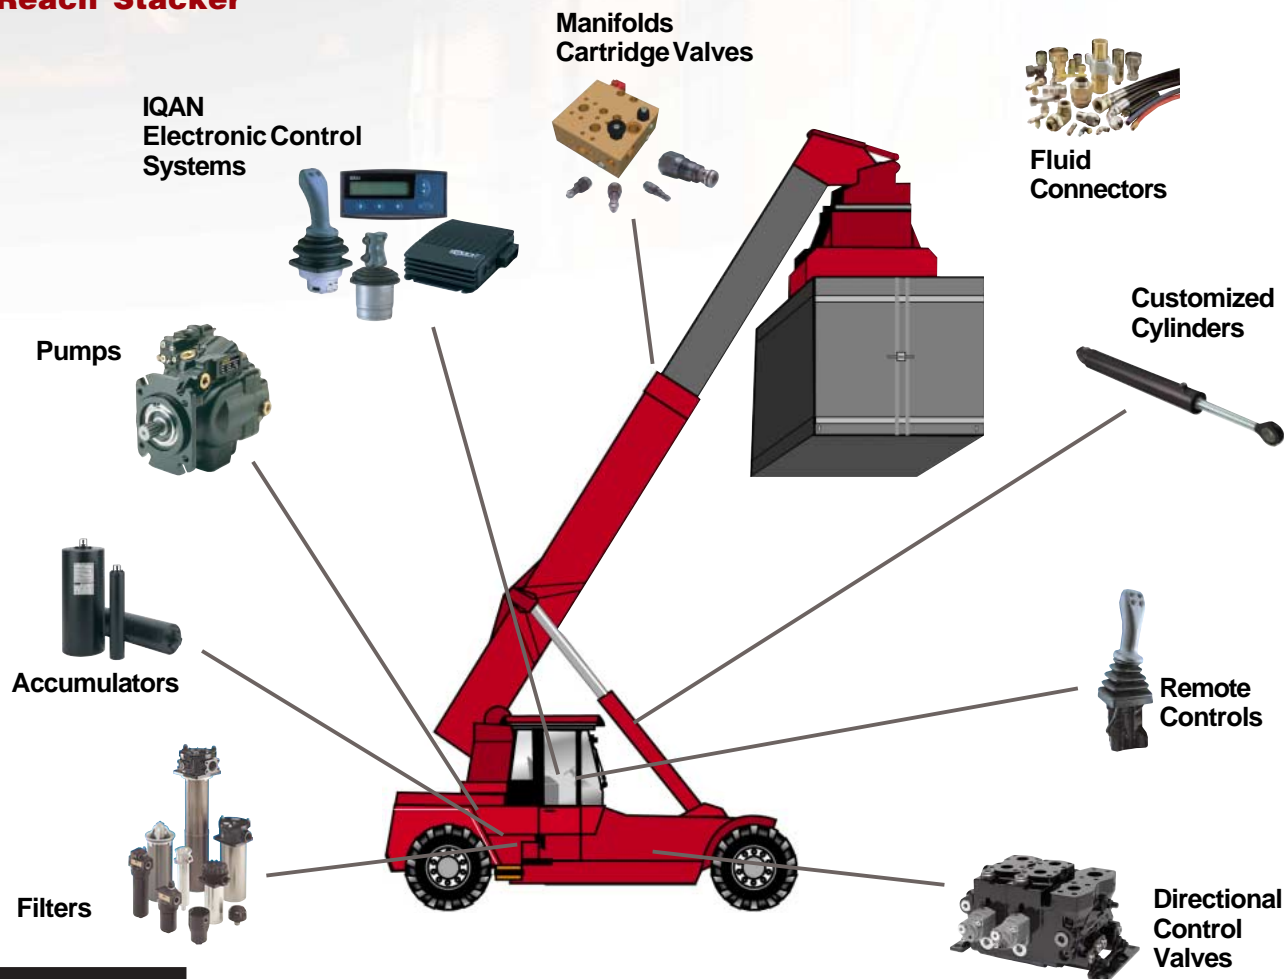 Reach Stacker
Manifolds
Cartridge Valves
IQAN
Electronic Control
Systems
Fluid
Connectors
Customized
Cylinders
Pumps
Accumulators
Remote
Controls
Filters
Directional
Control
Valves